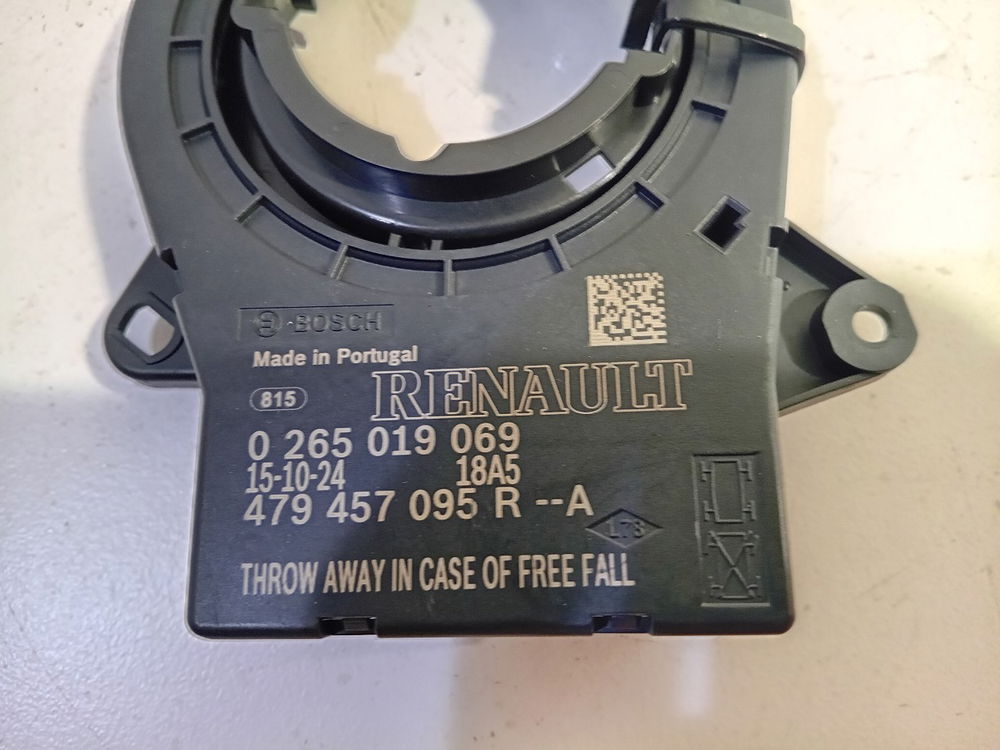 BOSCH
Made in Portugal
815
RENAULT
0 265 019 069
15-10-24 18A5
479 457 095 R --A
L78
THROW AWAY IN CASE OF FREE FALL